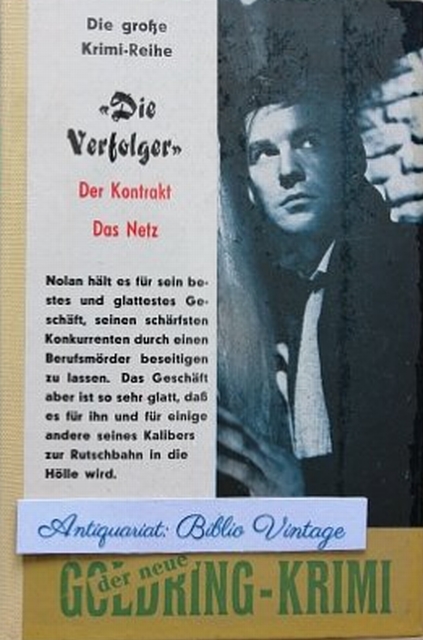 Die große
Krimi-Reihe
«Die
Verfolger»
Der Kontrakt
Das Netz
Nolan hält es für sein be-
stes und glattestes Ge-
schäft, seinen schärfsten
Konkurrenten durch einen
Berufsmörder beseitigen
zu lassen. Das Geschäft
aber ist so sehr glatt, daß
es für ihn und für einige
andere seines Kalibers
zur Rutschbahn in die
Hölle wird.
Antiquariat: Biblio Vintage
der neue
GOLDRING-KRIMI